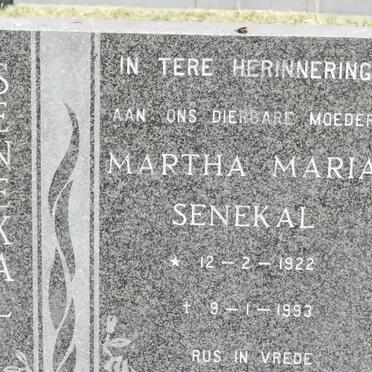 SENEKAL
IN TERE HERINNERING
AAN ONS DIERBARE MOEDER
MARTHA MARIA
SENEKAL
★ 12 - 2 - 1922
† 9 - 1 - 1993
RUS IN VREDE